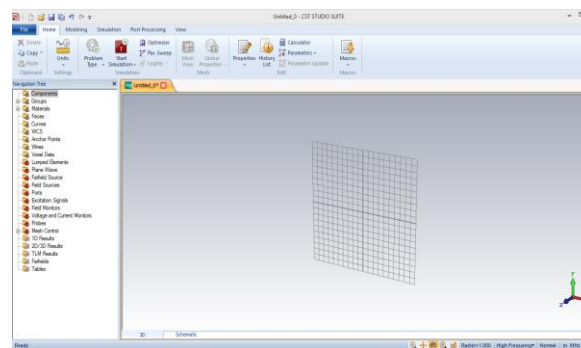 Untitled_0 - CST STUDIO SUITE
File Home Modeling Simulation Post Processing View
Delete
Copy
Paste
Clipboard
Units
Settings
Problem Type
Start Simulation
Optimizer
Par. Sweep
Logfile
Simulation
Mesh View
Global Properties
Mesh
Properties
History List
Calculator
Parameters
Parametric Update
Edit
Macros
Macros
Navigation Tree
Untitled_0*
Components
Groups
Materials
Faces
Curves
WCS
Anchor Points
Wires
Voxel Data
Lumped Elements
Plane Wave
Farfield Source
Field Sources
Ports
Excitation Signals
Field Monitors
Voltage and Current Monitors
Probes
Mesh Control
1D Results
2D/3D Results
TLM Results
Farfields
Tables
y
z
3D Schematic
Ready
Raster=1.000 High Frequency Normal in MHz